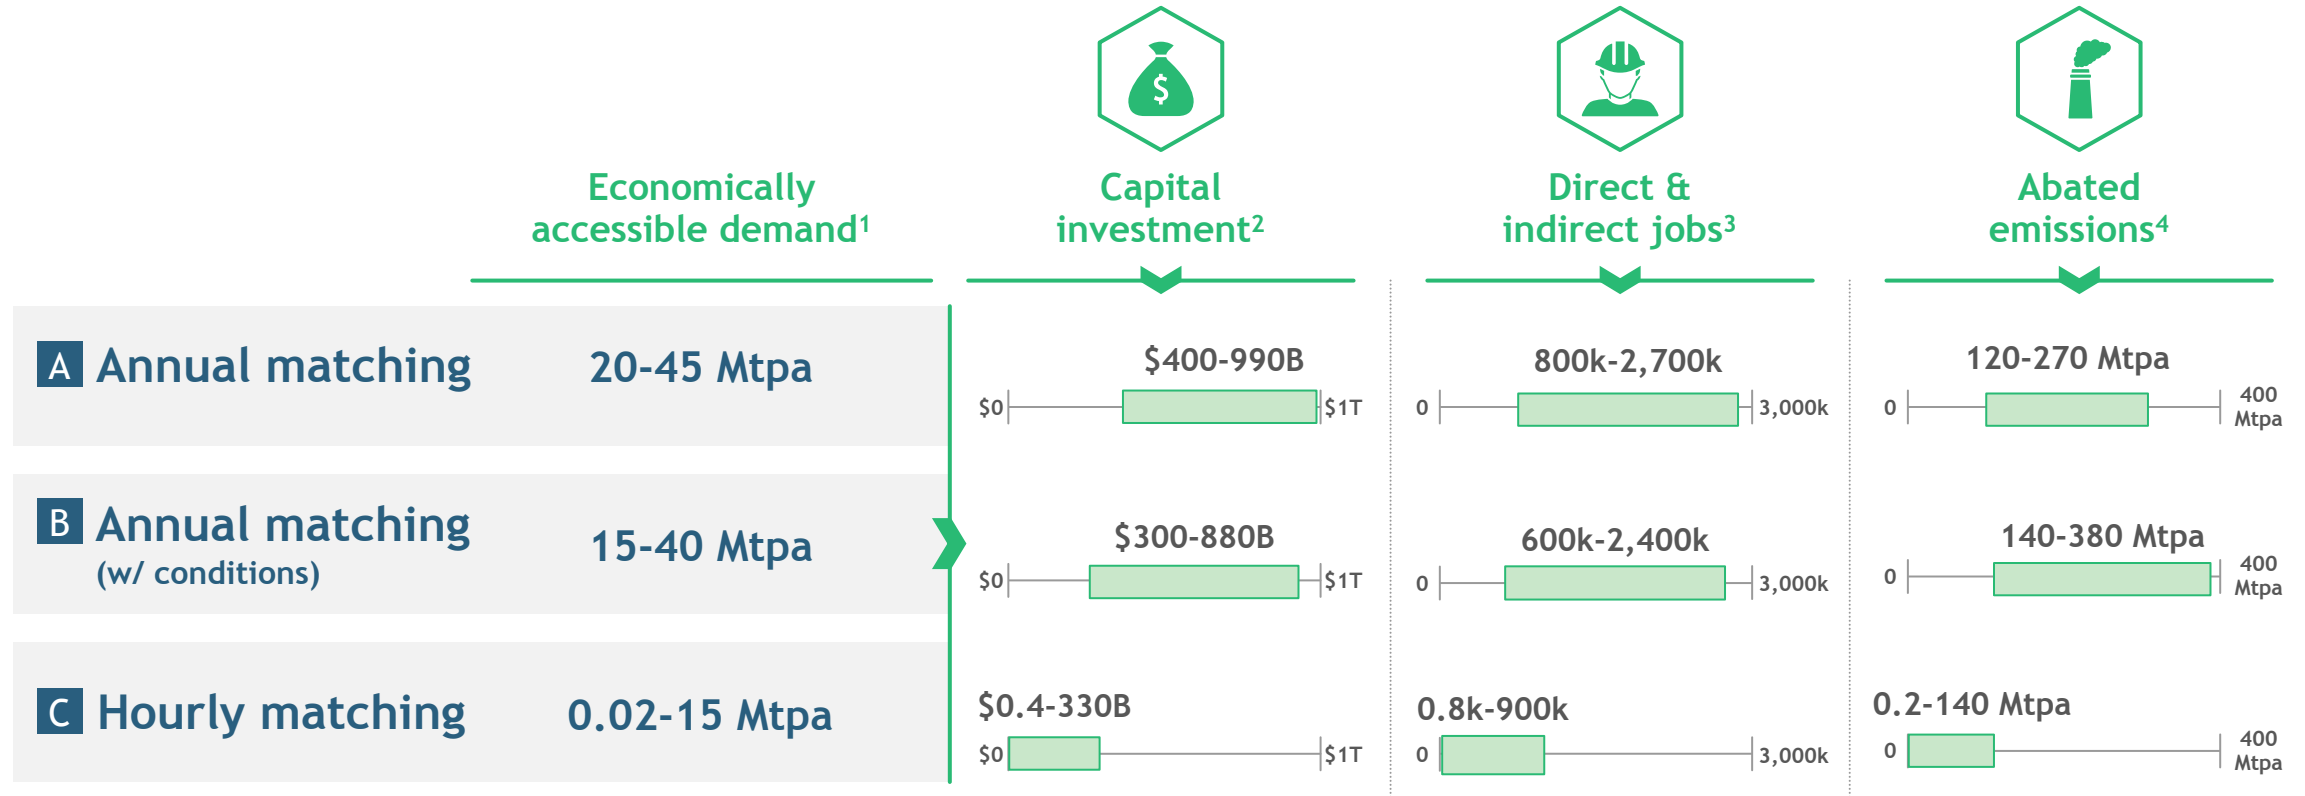 $
Economically
accessible demand¹
Capital
investment²
Direct &
indirect jobs³
Abated
emissions⁴
A Annual matching
20-45 Mtpa
$400-990B
$0 $1T
800k-2,700k
0 3,000k
120-270 Mtpa
0 400
Mtpa
B Annual matching
(w/ conditions)
15-40 Mtpa
$300-880B
$0 $1T
600k-2,400k
0 3,000k
140-380 Mtpa
0 400
Mtpa
C Hourly matching
0.02-15 Mtpa
$0.4-330B
$0 $1T
0.8k-900k
0 3,000k
0.2-140 Mtpa
0 400
Mtpa